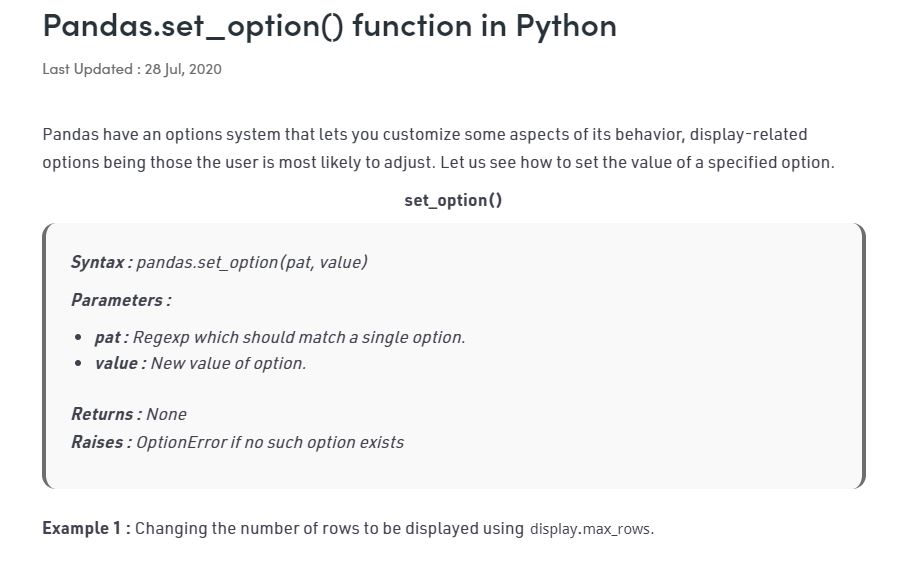 Pandas.set_option() function in Python
Last Updated : 28 Jul, 2020
Pandas have an options system that lets you customize some aspects of its behavior, display-related
options being those the user is most likely to adjust. Let us see how to set the value of a specified option.
set_option()
Syntax : pandas.set_option(pat, value)
Parameters :
• pat : Regexp which should match a single option.
• value : New value of option.
Returns : None
Raises : OptionError if no such option exists
Example 1 : Changing the number of rows to be displayed using display.max_rows.